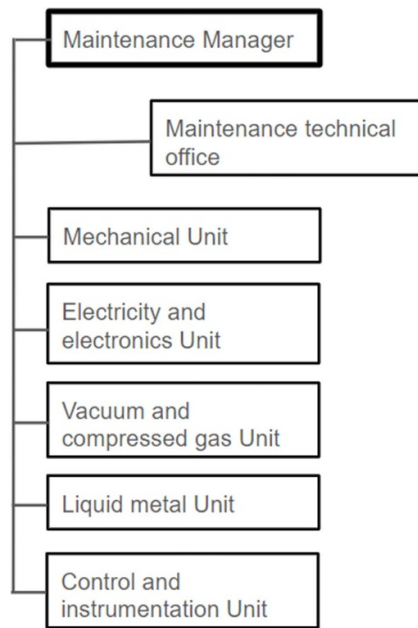 Maintenance Manager
Maintenance technical
office
Mechanical Unit
Electricity and
electronics Unit
Vacuum and
compressed gas Unit
Liquid metal Unit
Control and
instrumentation Unit